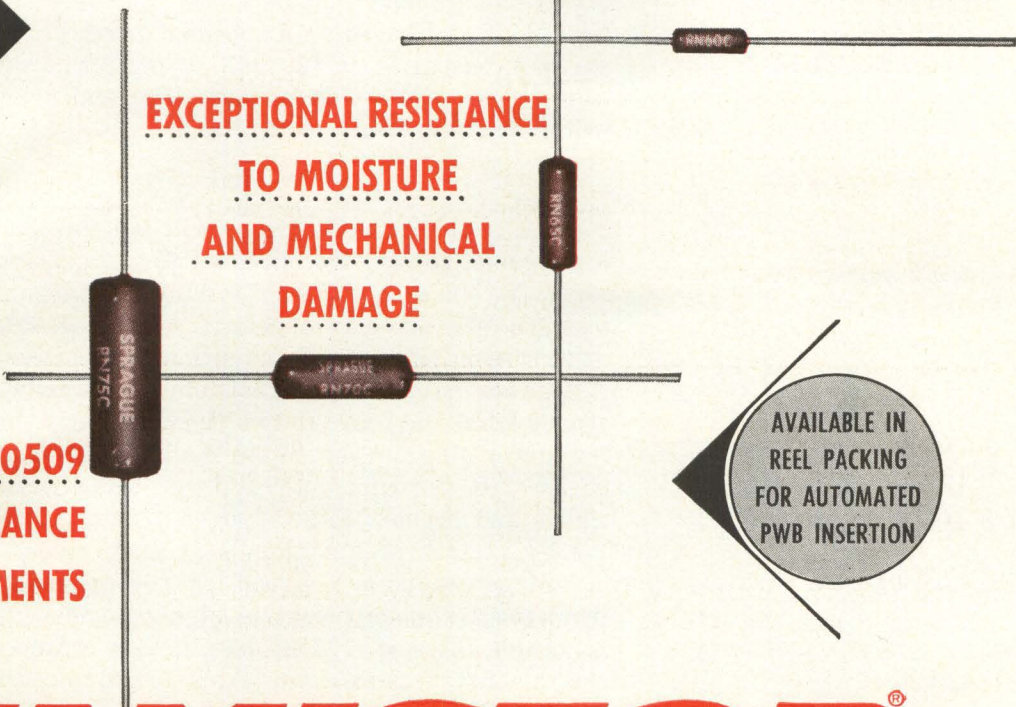 RN60C
EXCEPTIONAL RESISTANCE
TO MOISTURE
AND MECHANICAL
DAMAGE
RN65C
SPRAGUE
RN75C
SPRAGUE
RN70C
0509
ANCE
MENTS
AVAILABLE IN
REEL PACKING
FOR AUTOMATED
PWB INSERTION
®